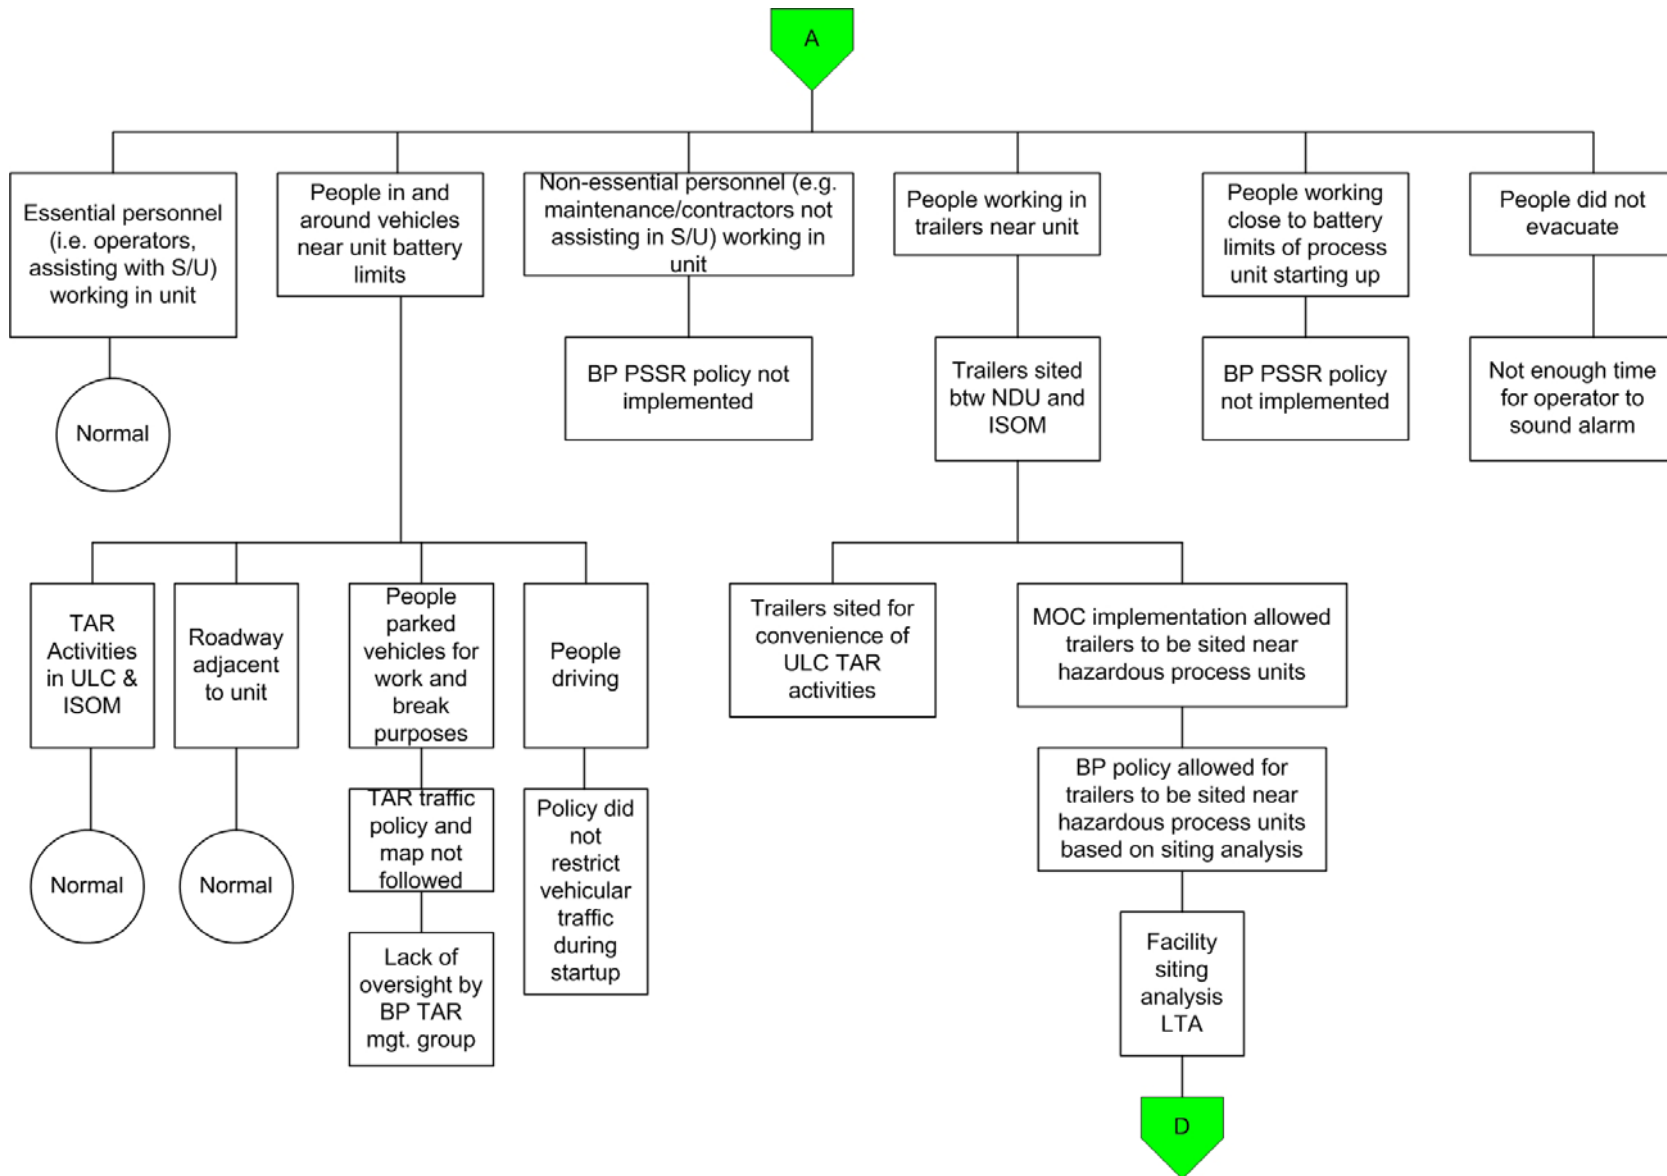 A
Essential personnel
(i.e. operators,
assisting with S/U)
working in unit
People in and
around vehicles
near unit battery
limits
Non-essential personnel (e.g.
maintenance/contractors not
assisting in S/U) working in
unit
People working in
trailers near unit
People working
close to battery
limits of process
unit starting up
People did not
evacuate
Normal
BP PSSR policy not
implemented
Trailers sited
btw NDU and
ISOM
BP PSSR policy
not implemented
Not enough time
for operator to
sound alarm
TAR
Activities
in ULC &
ISOM
Roadway
adjacent
to unit
People
parked
vehicles for
work and
break
purposes
People
driving
Trailers sited for
convenience of
ULC TAR
activities
MOC implementation allowed
trailers to be sited near
hazardous process units
Normal
Normal
TAR traffic
policy and
map not
followed
Policy did
not
restrict
vehicular
traffic
during
startup
BP policy allowed for
trailers to be sited near
hazardous process units
based on siting analysis
Lack of
oversight by
BP TAR
mgt. group
Facility
siting
analysis
LTA
D